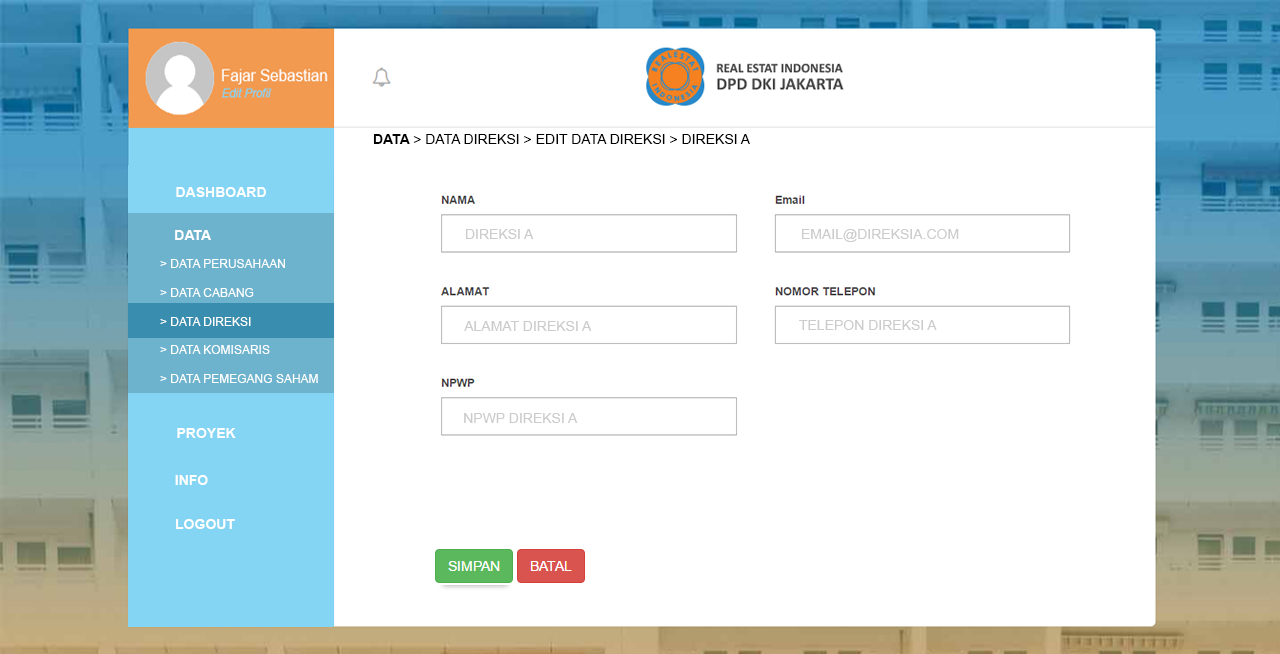 Fajar Sebastian
Edit Profil
REALESTAT
INDONESIA
REAL ESTAT INDONESIA
DPD DKI JAKARTA
DATA > DATA DIREKSI > EDIT DATA DIREKSI > DIREKSI A
DASHBOARD
DATA
> DATA PERUSAHAAN
> DATA CABANG
> DATA DIREKSI
> DATA KOMISARIS
> DATA PEMEGANG SAHAM
PROYEK
INFO
LOGOUT
NAMA
DIREKSI A
Email
EMAIL@DIREKSIA.COM
ALAMAT
ALAMAT DIREKSI A
NOMOR TELEPON
TELEPON DIREKSI A
NPWP
NPWP DIREKSI A
SIMPAN
BATAL